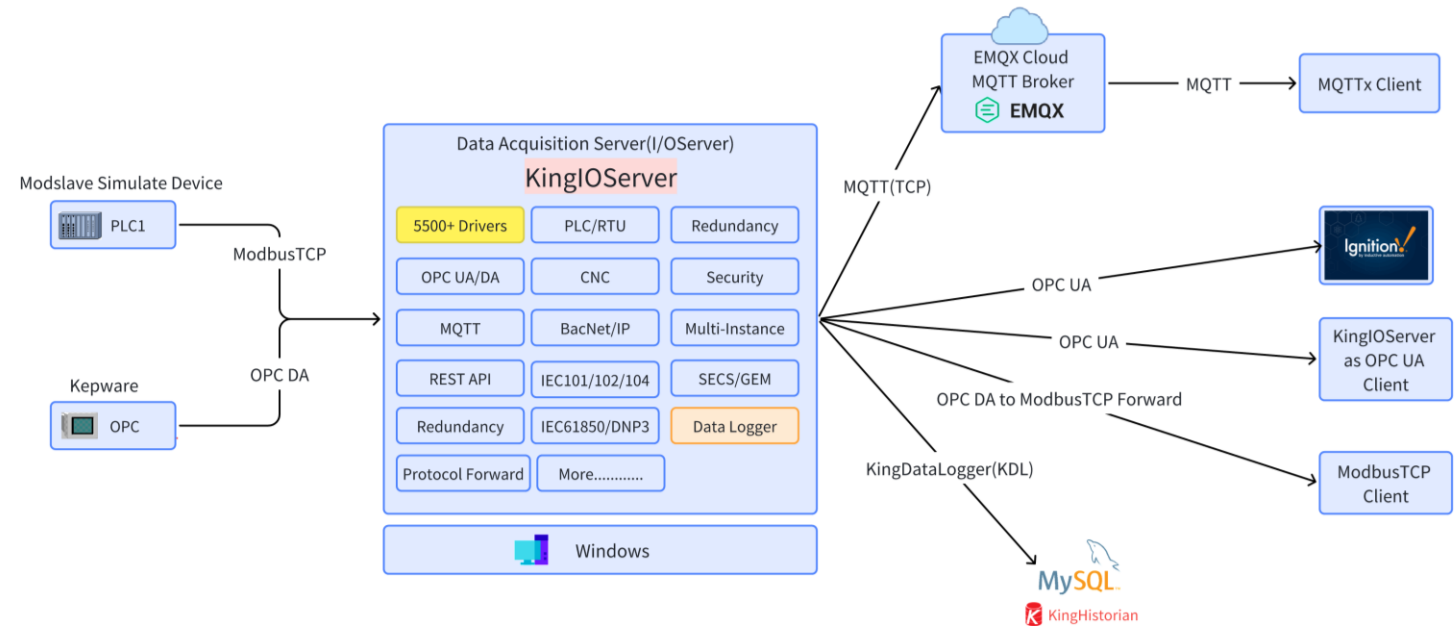 Modslave Simulate Device
PLC1
ModbusTCP
OPC DA
Kepware
OPC
Data Acquisition Server(I/OServer)
KingIOServer
5500+ Drivers
PLC/RTU
Redundancy
OPC UA/DA
CNC
Security
MQTT
BacNet/IP
Multi-Instance
REST API
IEC101/102/104
SECS/GEM
Redundancy
IEC61850/DNP3
Data Logger
Protocol Forward
More............
Windows
MQTT(TCP)
EMQX Cloud
MQTT Broker
EMQX
MQTT
MQTTx Client
OPC UA
Ignition!
by inductive automation
OPC UA
KingIOServer
as OPC UA
Client
OPC DA to ModbusTCP Forward
ModbusTCP
Client
KingDataLogger(KDL)
MySQL
KingHistorian